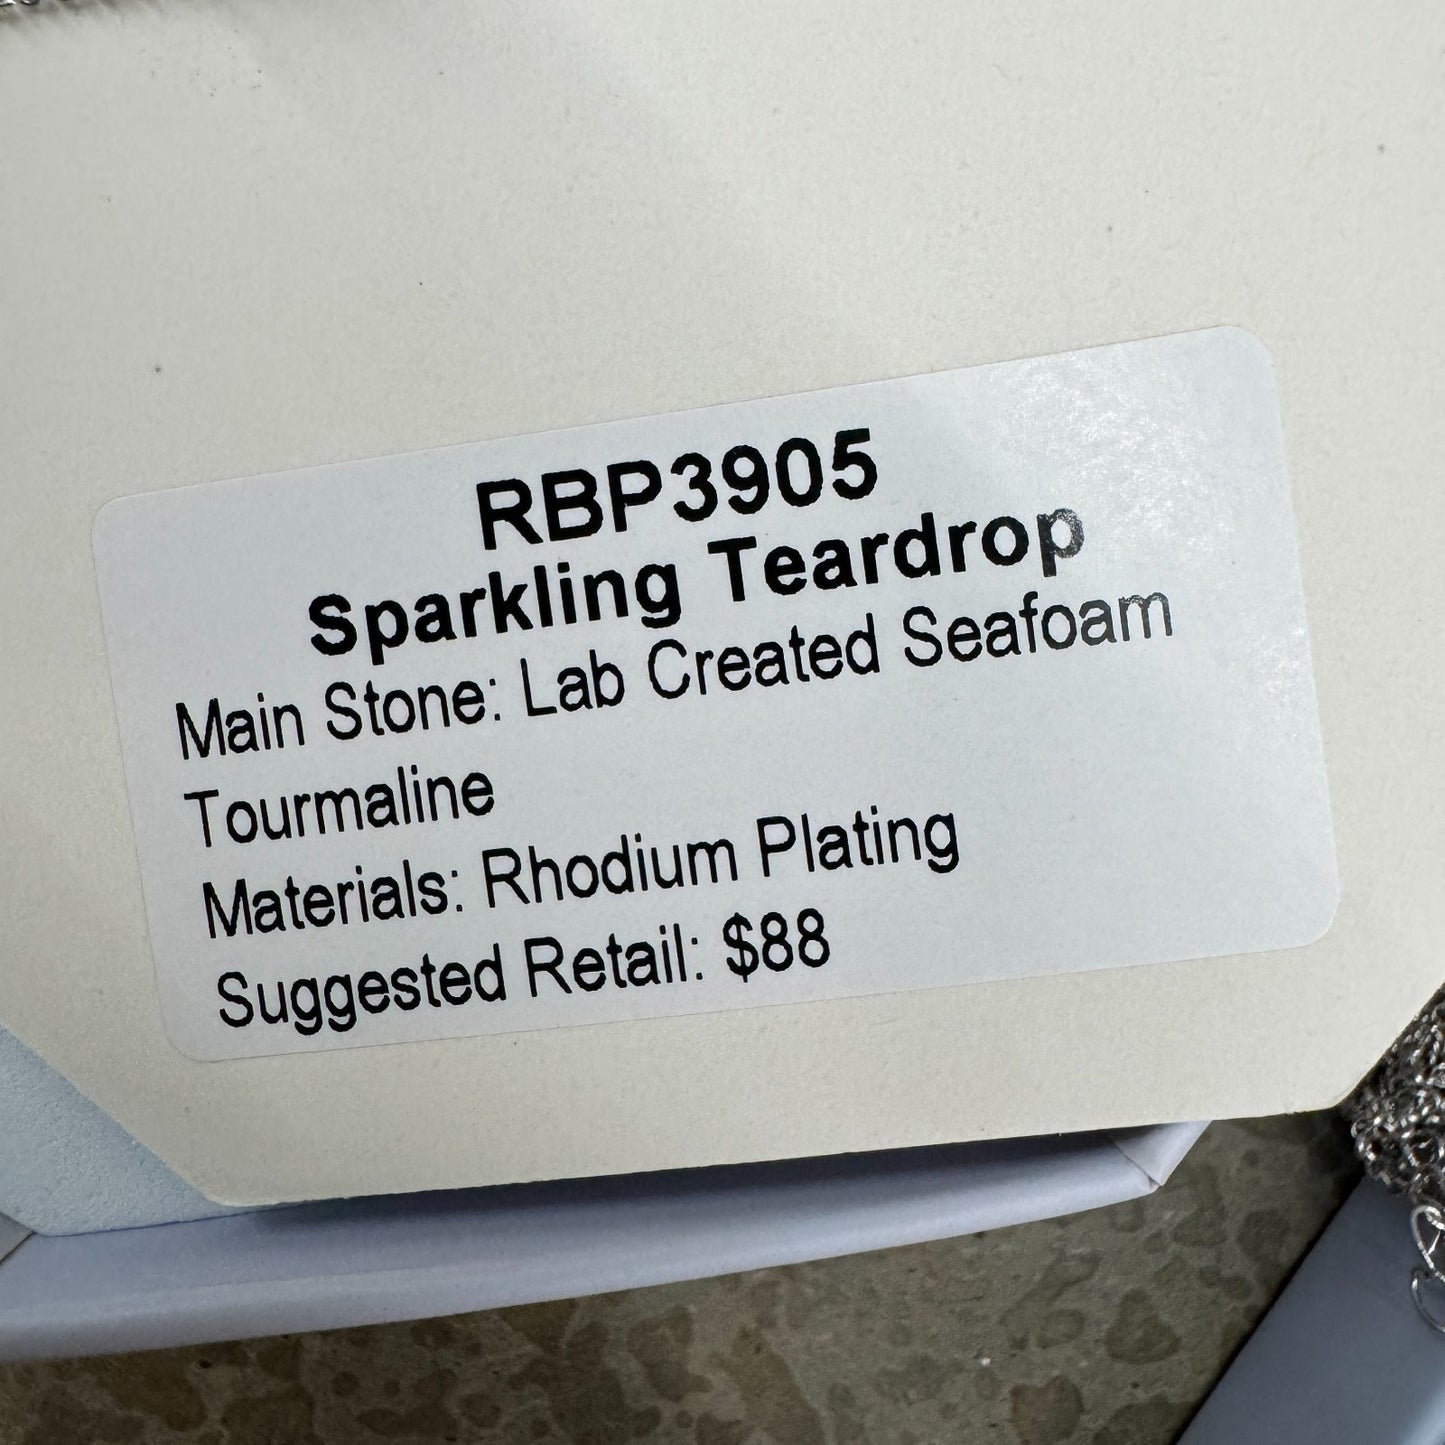 RBP3905
Sparkling Teardrop
Main Stone: Lab Created Seafoam
Tourmaline
Materials: Rhodium Plating
Suggested Retail: $88